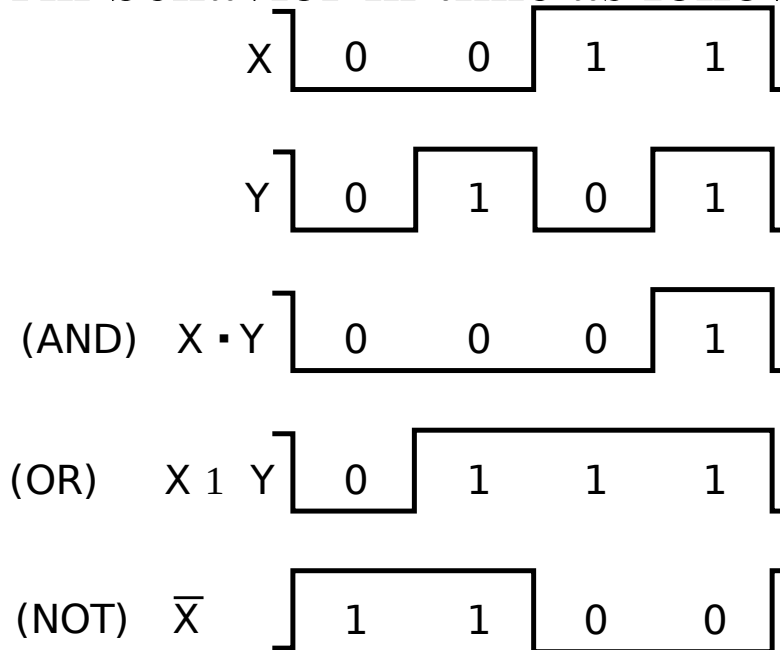 X 0 0 1 1
Y 0 1 0 1
(AND) X · Y 0 0 0 1
(OR) X 1 Y 0 1 1 1
(NOT) X̅ 1 1 0 0